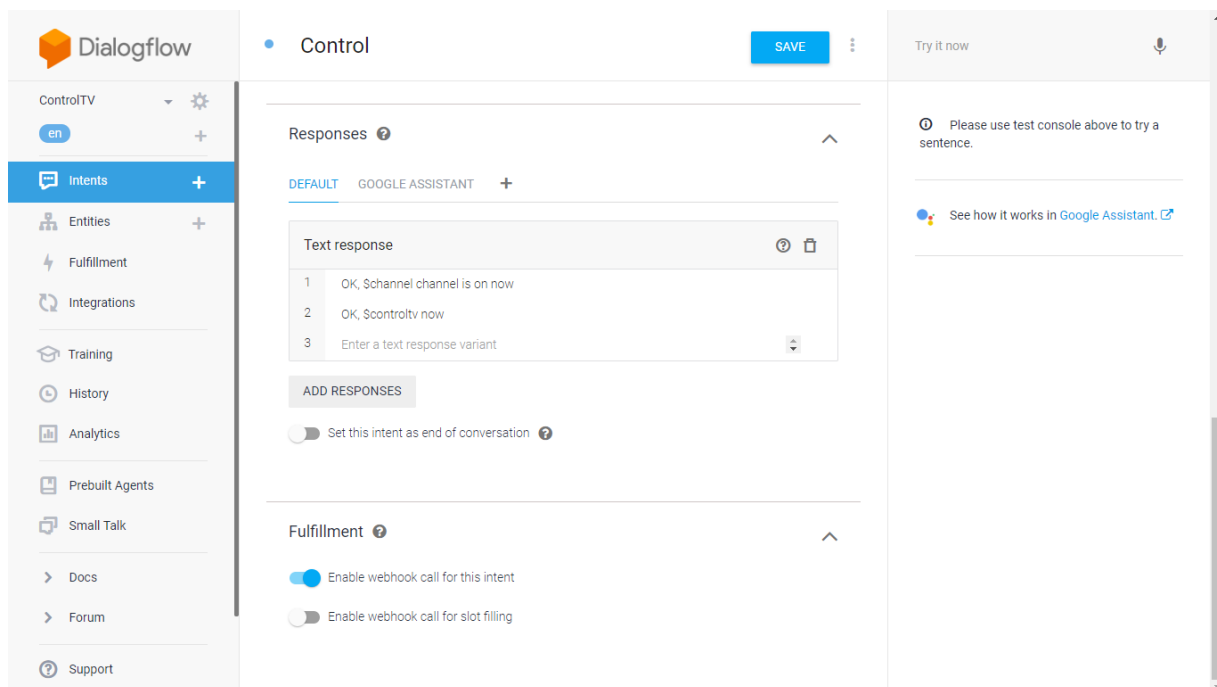 Dialogflow
ControlTV
en
Intents
Entities
Fulfillment
Integrations
Training
History
Analytics
Prebuilt Agents
Small Talk
Docs
Forum
Support
Control
SAVE
Responses
DEFAULT GOOGLE ASSISTANT
Text response
1 OK, $channel channel is on now
2 OK, $controltv now
3 Enter a text response variant
ADD RESPONSES
Set this intent as end of conversation
Fulfillment
Enable webhook call for this intent
Enable webhook call for slot filling
Try it now
Please use test console above to try a
sentence.
See how it works in Google Assistant.